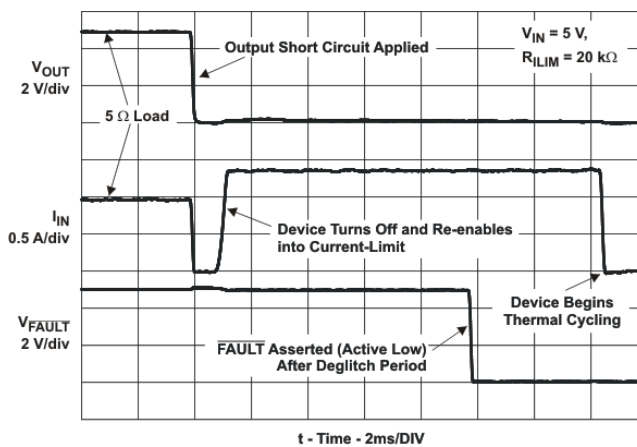 Output Short Circuit Applied
V_IN = 5 V,
R_ILIM = 20 kΩ
V_OUT
2 V/div
5 Ω Load
I_IN
0.5 A/div
Device Turns Off and Re-enables
into Current-Limit
V_F̅A̅U̅L̅T̅
2 V/div
Device Begins
Thermal Cycling
F̅A̅U̅L̅T̅ Asserted (Active Low)
After Deglitch Period
t - Time - 2ms/DIV